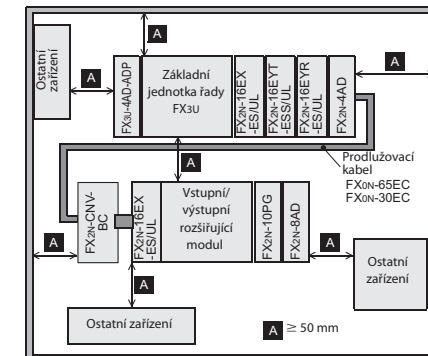 A
Ostatní
zařízení
A
FX3U-4AD-ADP
Základní
jednotka řady
FX3U
FX2N-16EX
-ES/UL
FX2N-16EYT
-ESS/UL
FX2N-16EYR
-ES/UL
FX2N-4AD
A
A
Prodlužovací
kabel
FX0N-65EC
FX0N-30EC
FX2N-CNV-
BC
FX2N-16EX
-ES/UL
Vstupní/
výstupní
rozšiřující
modul
FX2N-10PG
FX2N-8AD
A
A
A
Ostatní
zařízení
Ostatní zařízení
A ≥ 50 mm